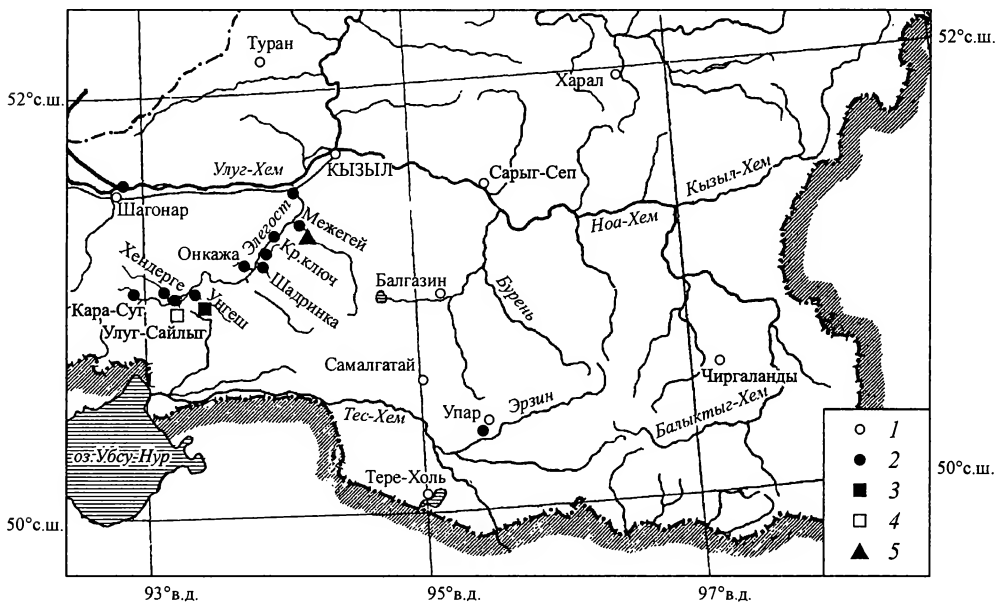 52°с.ш.
Туран
Харал
52°с.ш.
Улуг-Хем
КЫЗЫЛ
Сарыг-Сеп
Кызыл-Хем
Шагонар
Элегост
Межегей
Ноа-Хем
Онкажа
Кр.ключ
Хендерге
Шадринка
Балгазин
Бурень
Кара-Суг
Унгеш
Улуг-Сайлыг
Самалгатай
Чиргаланды
Упар
Эрзин
Тес-Хем
Балыктыг-Хем
оз.Убсу-Нур
Тере-Холь
50°с.ш.
50°с.ш.
1
2
3
4
5
93°в.д.
95°в.д.
97°в.д.